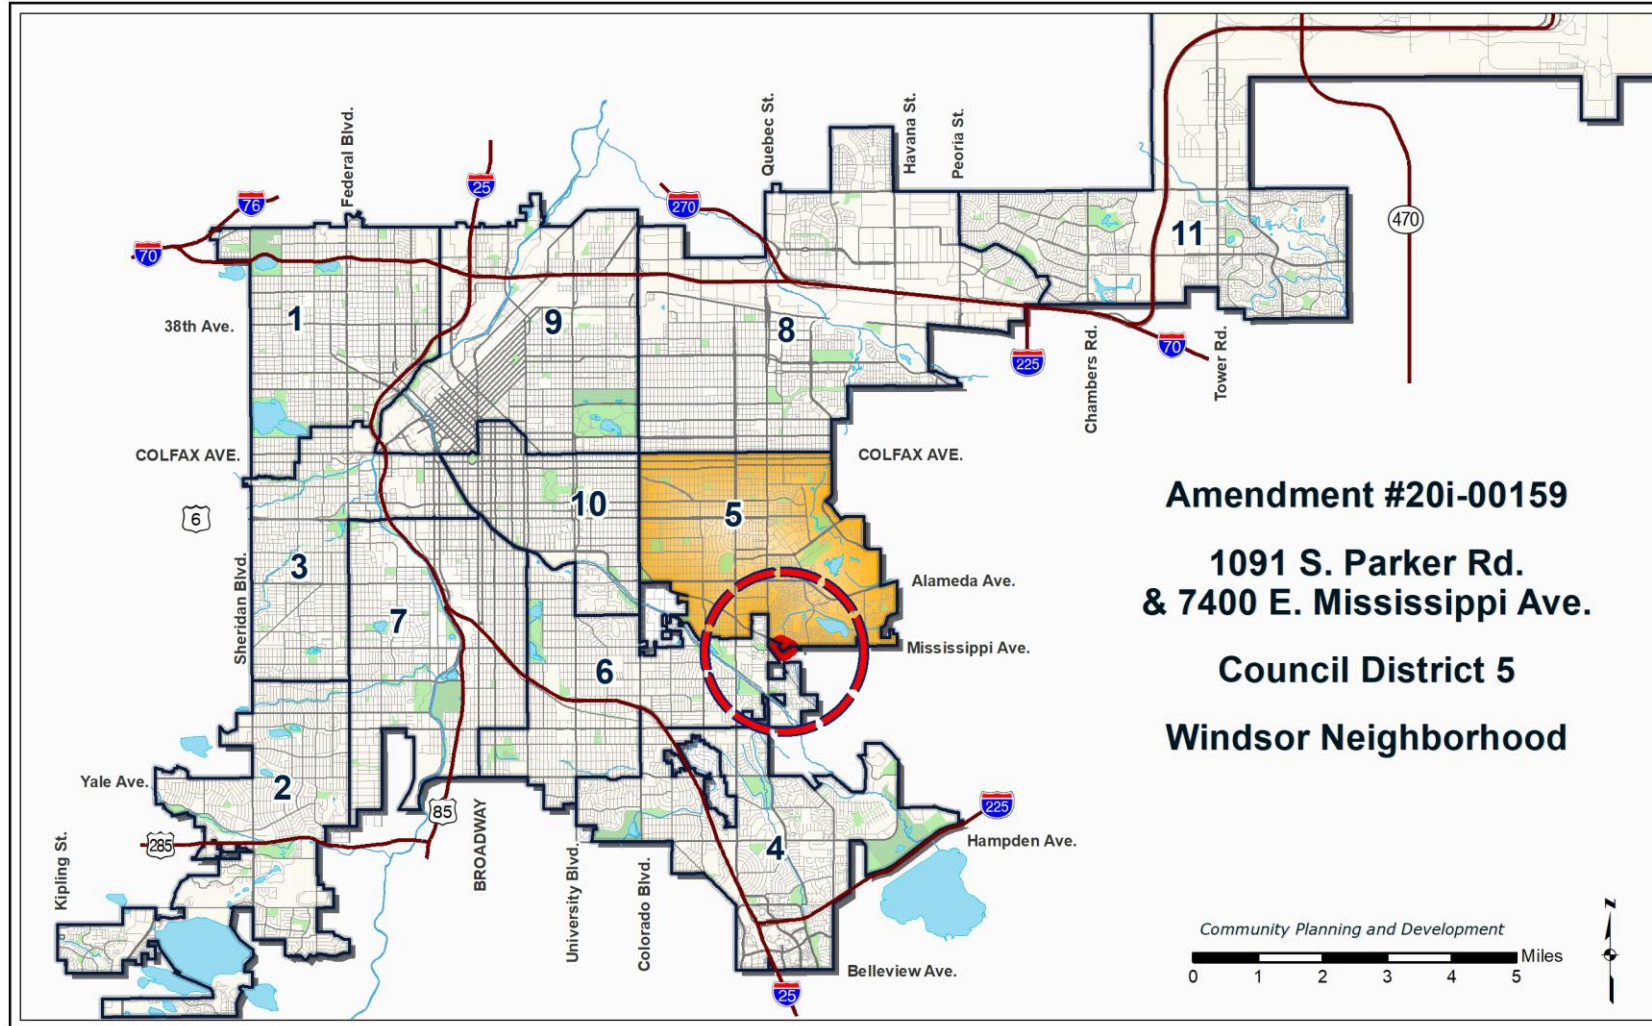 Federal Blvd.
Quebec St.
Havana St.
Peoria St.
76
25
270
70
470
11
1
9
8
38th Ave.
225
Chambers Rd.
70
Tower Rd.
COLFAX AVE.
COLFAX AVE.
6
10
5
3
Sheridan Blvd.
7
6
Alameda Ave.
Mississippi Ave.
Amendment #20i-00159
1091 S. Parker Rd.
& 7400 E. Mississippi Ave.
Council District 5
Windsor Neighborhood
Yale Ave.
2
85
285
BROADWAY
4
225
Hampden Ave.
Kipling St.
University Blvd.
Colorado Blvd.
Belleview Ave.
25
Community Planning and Development
Miles
0 1 2 3 4 5
N